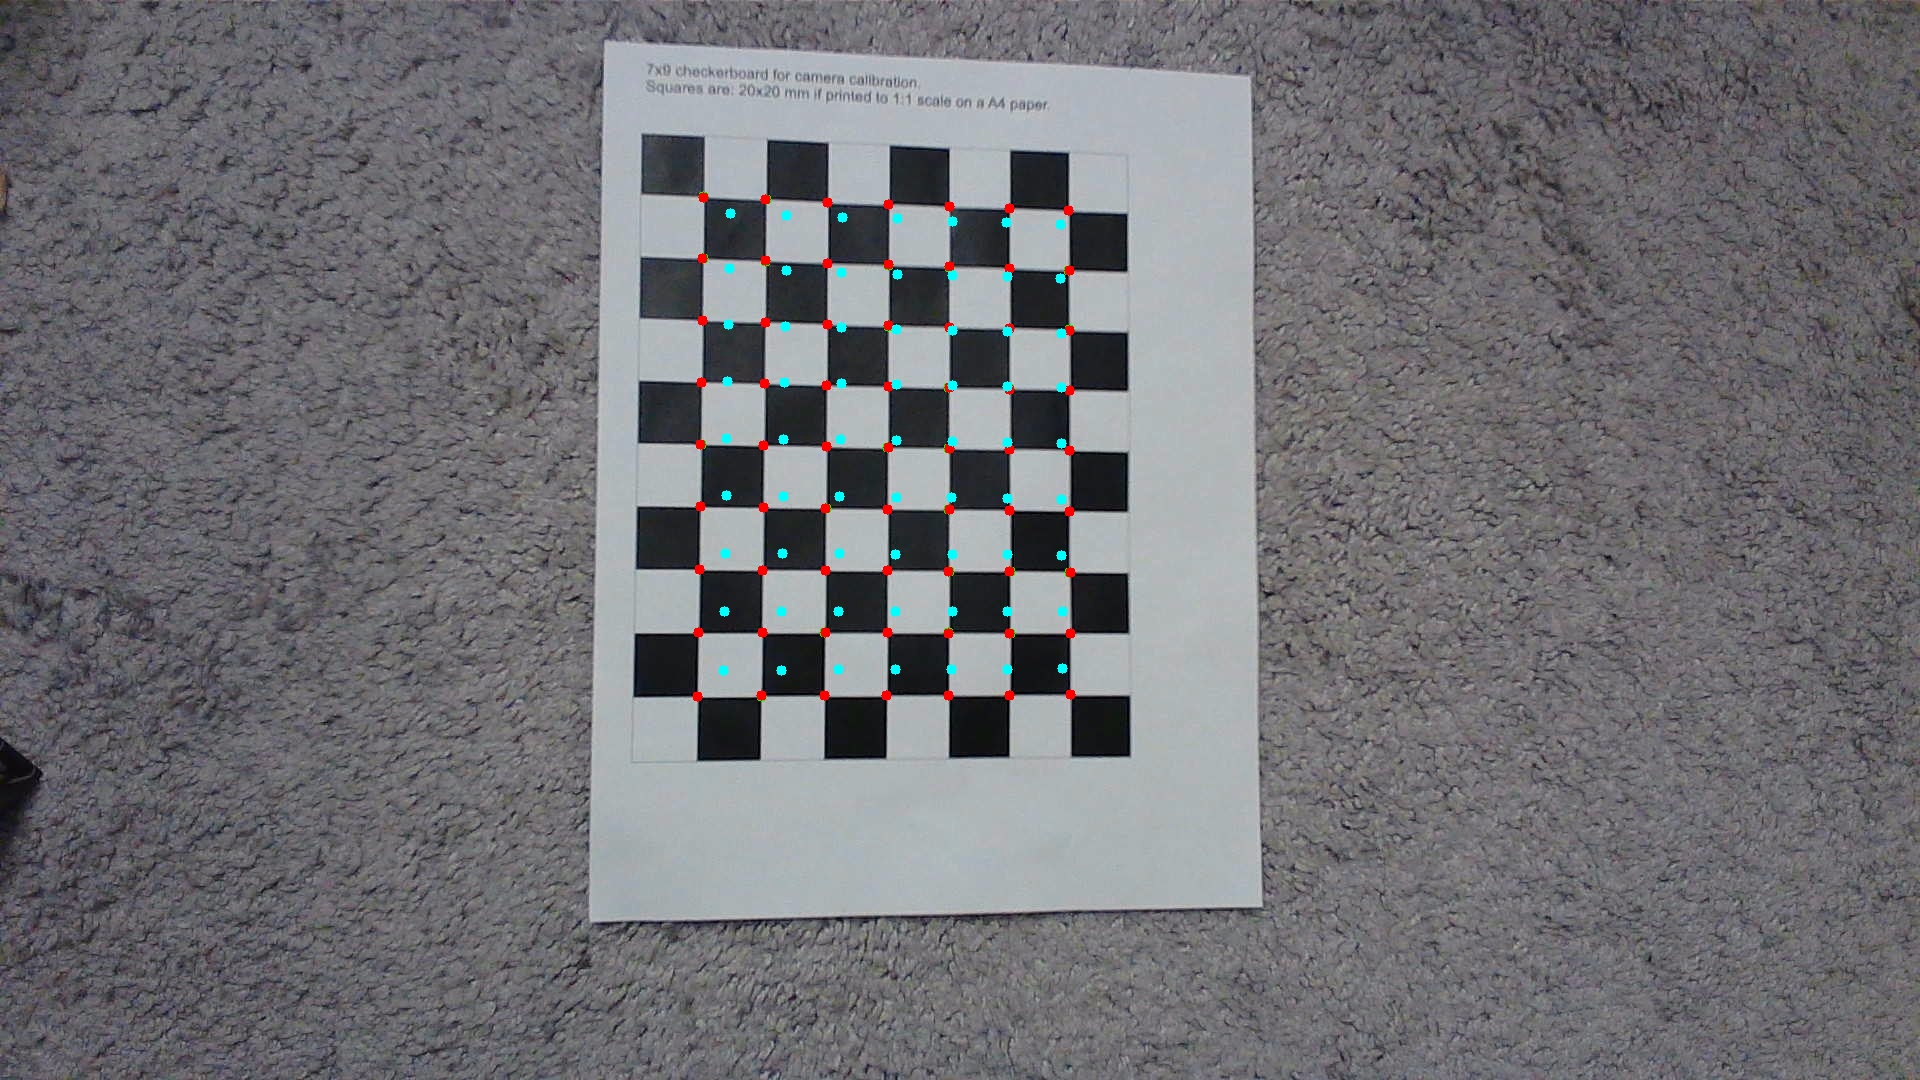 7x9 checkerboard for camera calibration.
Squares are: 20x20 mm if printed to 1:1 scale on a A4 paper.